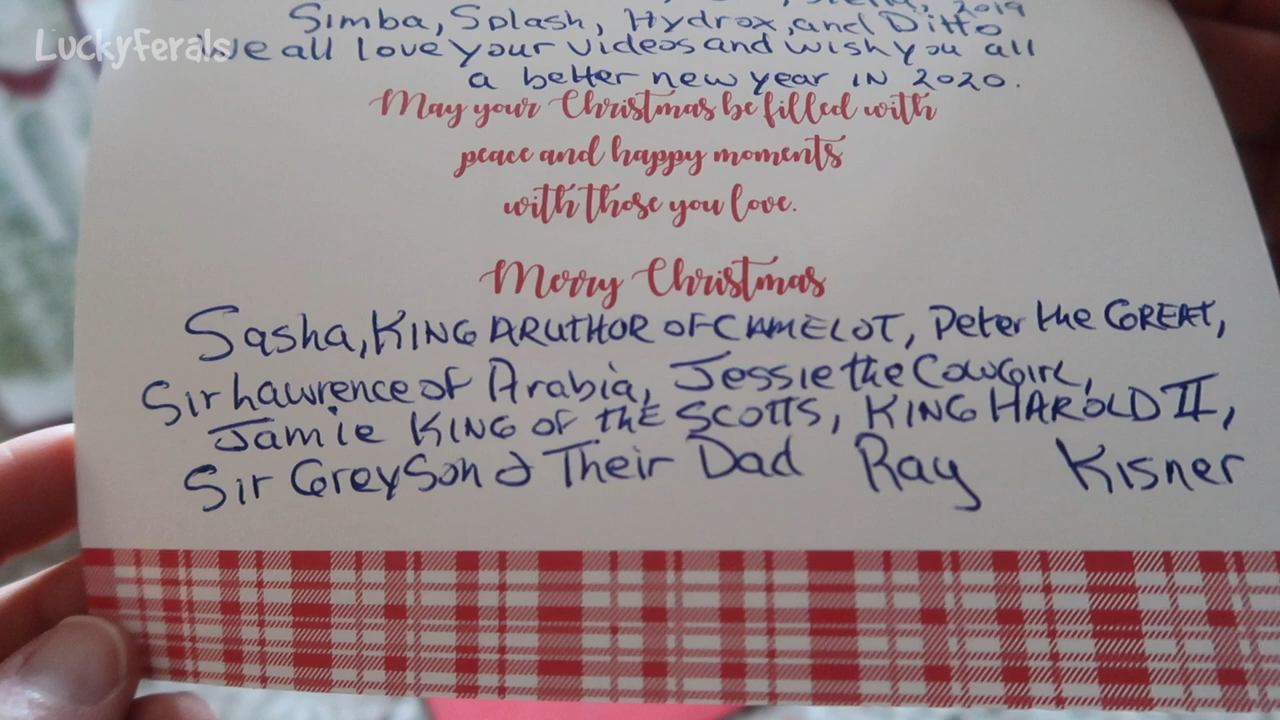 2019
Simba, Splash, Hydrox, and Ditto
LuckyFerals
we all love your videos and wish you all
a better new year IN 2020.
May your Christmas be filled with
peace and happy moments
with those you love.
Merry Christmas
Sasha, KING ARUTHOR OF CAMELOT, Peter the GREAT,
Sir Lawrence of Arabia, Jessie the Cowgirl,
Jamie KING OF thE SCOTTS, KING HAROLD II,
Sir Greyson & Their Dad Ray Kisner